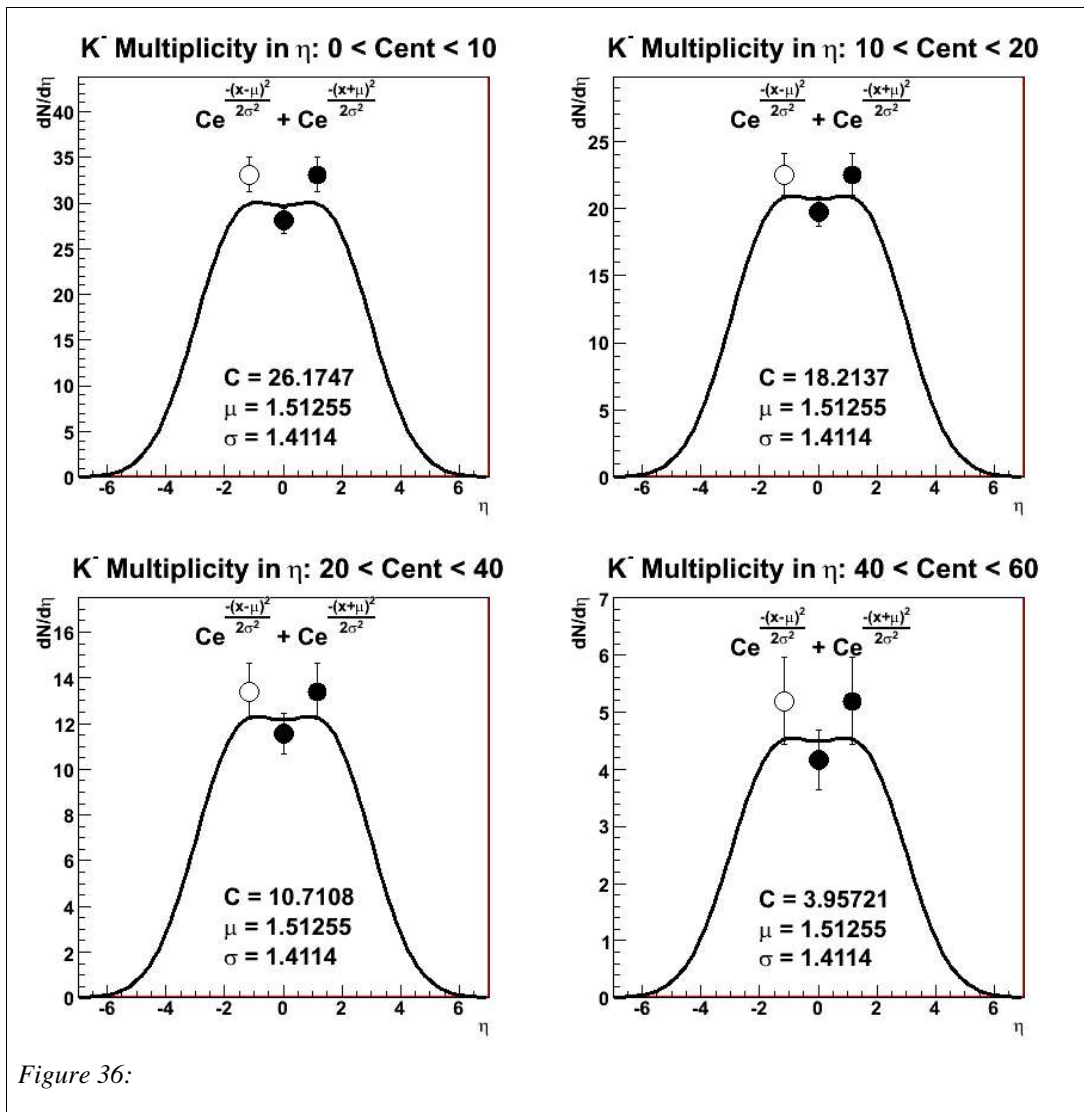 K⁻ Multiplicity in η: 0 < Cent < 10
dN/dη
Ce^{-(x-μ)²/2σ²} + Ce^{-(x+μ)²/2σ²}
40
35
30
25
20
15
10
5
0
C = 26.1747
μ = 1.51255
σ = 1.4114
-6 -4 -2 0 2 4 6
η
K⁻ Multiplicity in η: 10 < Cent < 20
dN/dη
Ce^{-(x-μ)²/2σ²} + Ce^{-(x+μ)²/2σ²}
25
20
15
10
5
0
C = 18.2137
μ = 1.51255
σ = 1.4114
-6 -4 -2 0 2 4 6
η
K⁻ Multiplicity in η: 20 < Cent < 40
dN/dη
Ce^{-(x-μ)²/2σ²} + Ce^{-(x+μ)²/2σ²}
16
14
12
10
8
6
4
2
0
C = 10.7108
μ = 1.51255
σ = 1.4114
-6 -4 -2 0 2 4 6
η
K⁻ Multiplicity in η: 40 < Cent < 60
dN/dη
Ce^{-(x-μ)²/2σ²} + Ce^{-(x+μ)²/2σ²}
7
6
5
4
3
2
1
0
C = 3.95721
μ = 1.51255
σ = 1.4114
-6 -4 -2 0 2 4 6
η
Figure 36: